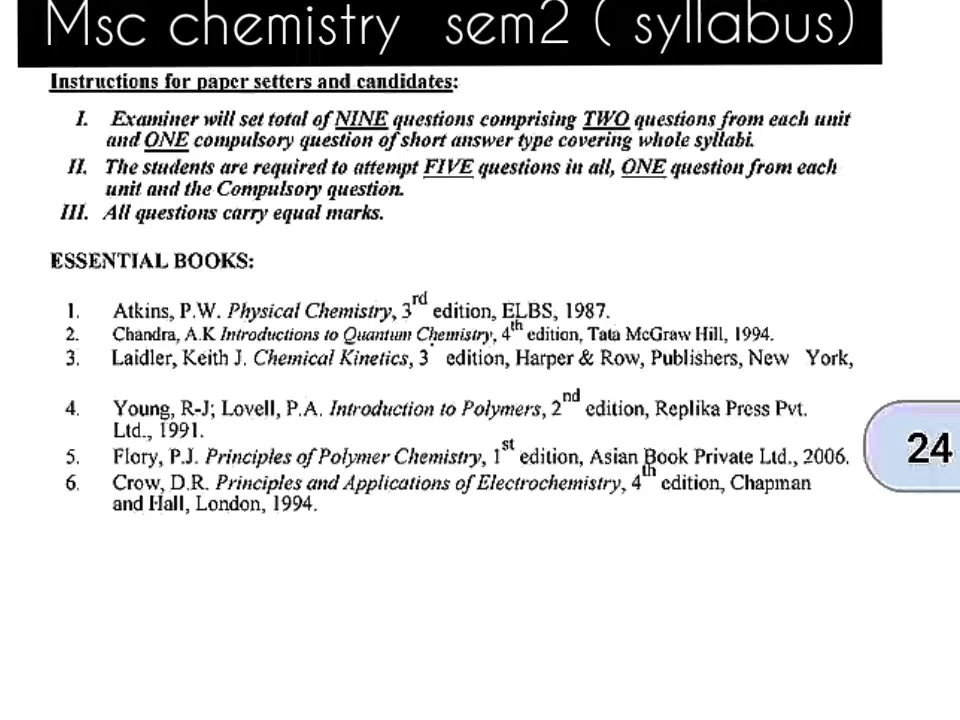 Msc chemistry sem2 ( syllabus)
Instructions for paper setters and candidates:
I. Examiner will set total of NINE questions comprising TWO questions from each unit
and ONE compulsory question of short answer type covering whole syllabi.
II. The students are required to attempt FIVE questions in all, ONE question from each
unit and the Compulsory question.
III. All questions carry equal marks.
ESSENTIAL BOOKS:
1. Atkins, P.W. Physical Chemistry, 3rd edition, ELBS, 1987.
2. Chandra, A.K Introductions to Quantum Chemistry, 4th edition, Tata McGraw Hill, 1994.
3. Laidler, Keith J. Chemical Kinetics, 3 edition, Harper & Row, Publishers, New York,
4. Young, R-J; Lovell, P.A. Introduction to Polymers, 2nd edition, Replika Press Pvt.
Ltd., 1991.
24
5. Flory, P.J. Principles of Polymer Chemistry, 1st edition, Asian Book Private Ltd., 2006.
6. Crow, D.R. Principles and Applications of Electrochemistry, 4th edition, Chapman
and Hall, London, 1994.